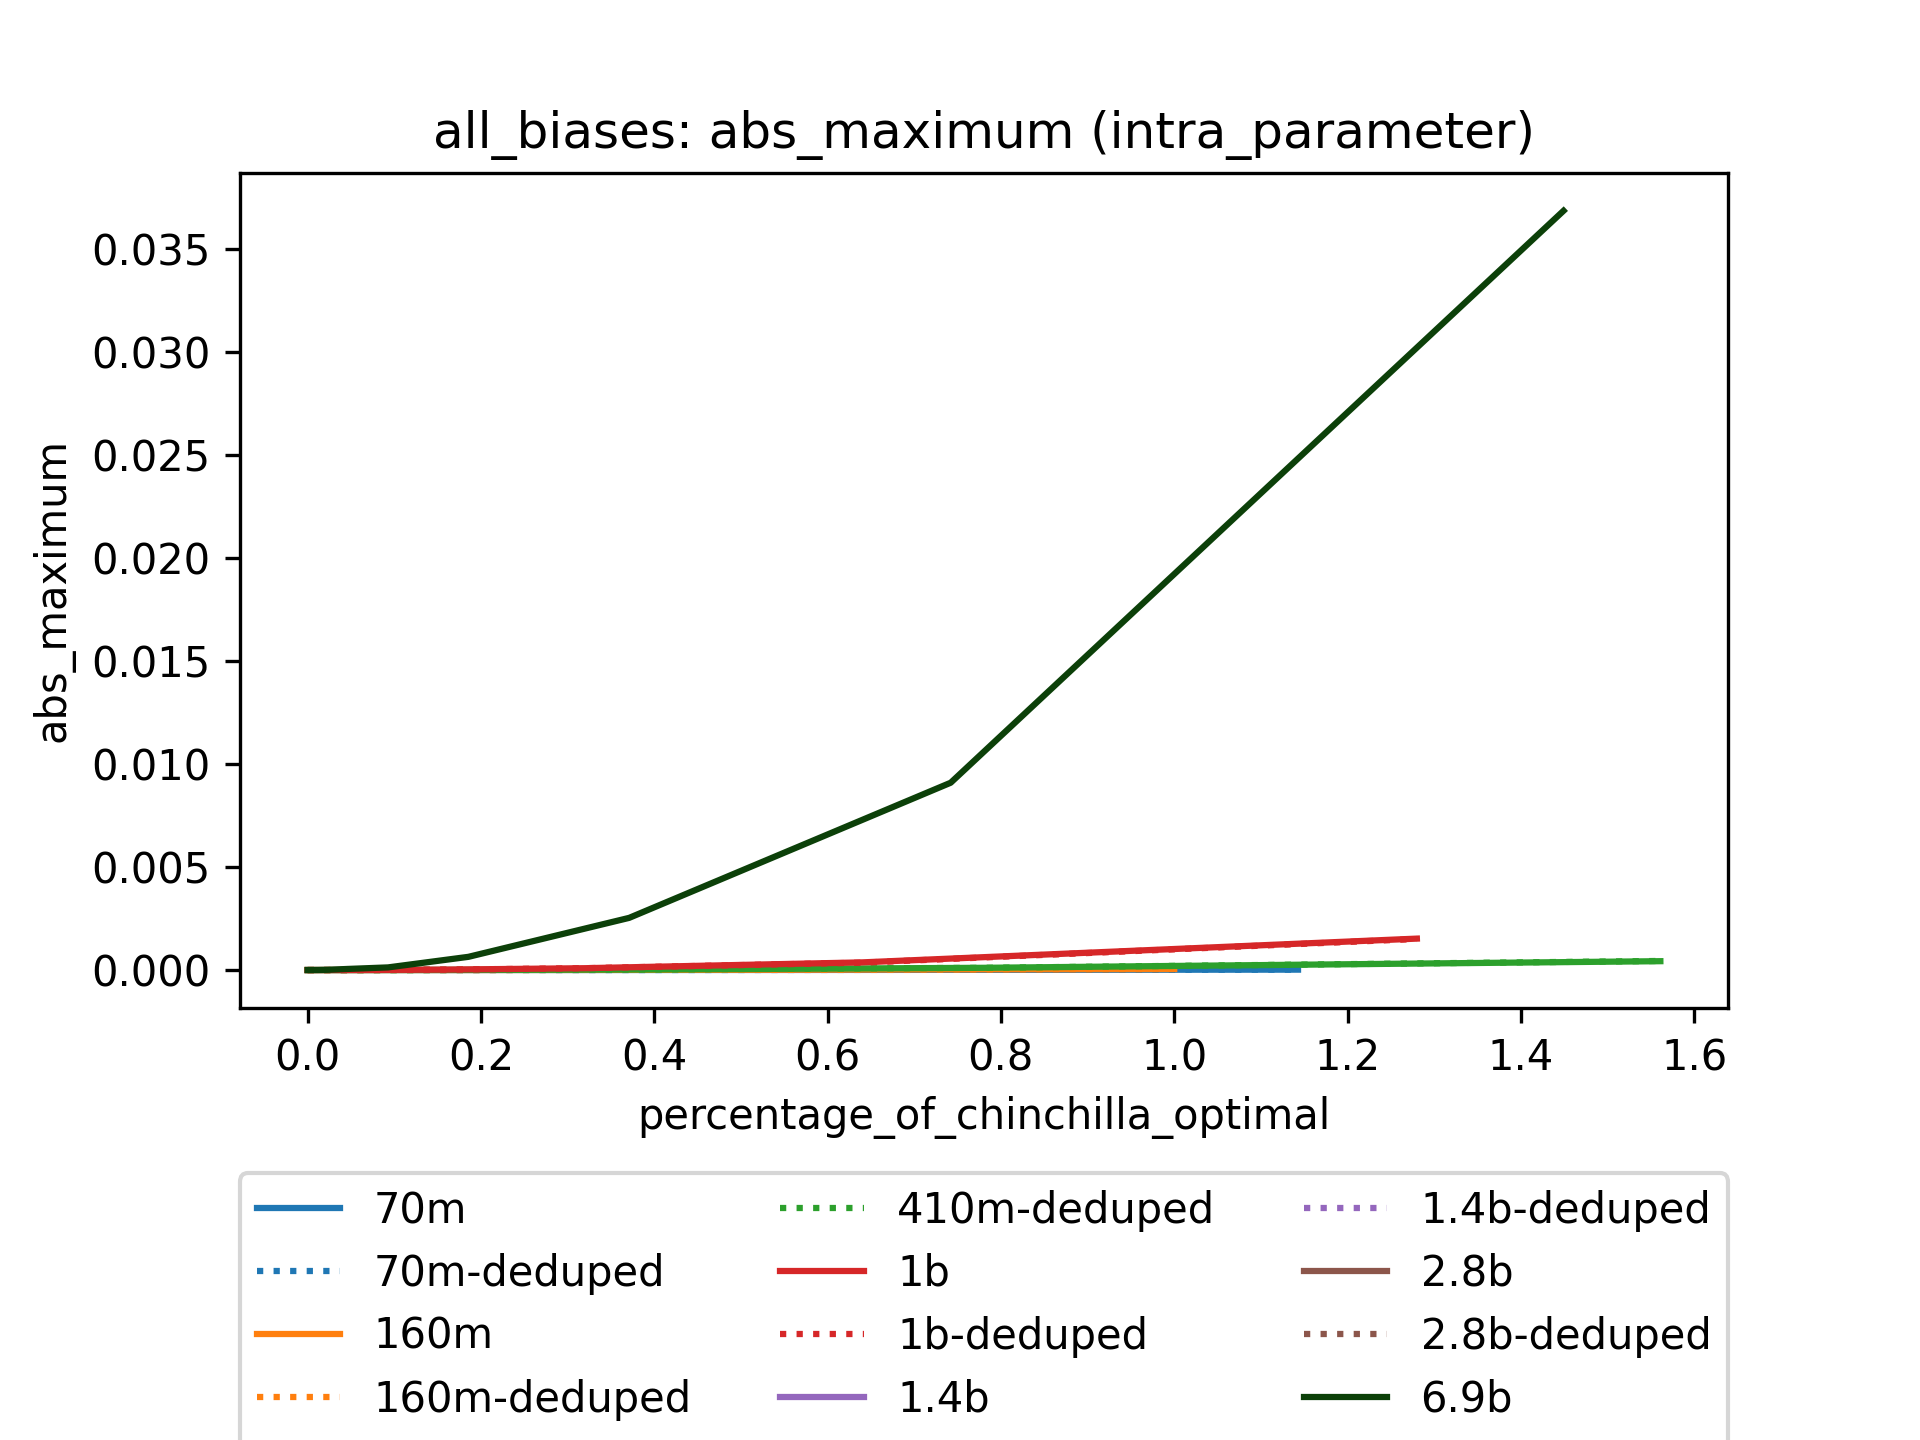 all_biases: abs_maximum (intra_parameter)
abs_maximum
0.035
0.030
0.025
0.020
0.015
0.010
0.005
0.000
0.0 0.2 0.4 0.6 0.8 1.0 1.2 1.4 1.6
percentage_of_chinchilla_optimal
70m
70m-deduped
160m
160m-deduped
410m-deduped
1b
1b-deduped
1.4b
1.4b-deduped
2.8b
2.8b-deduped
6.9b